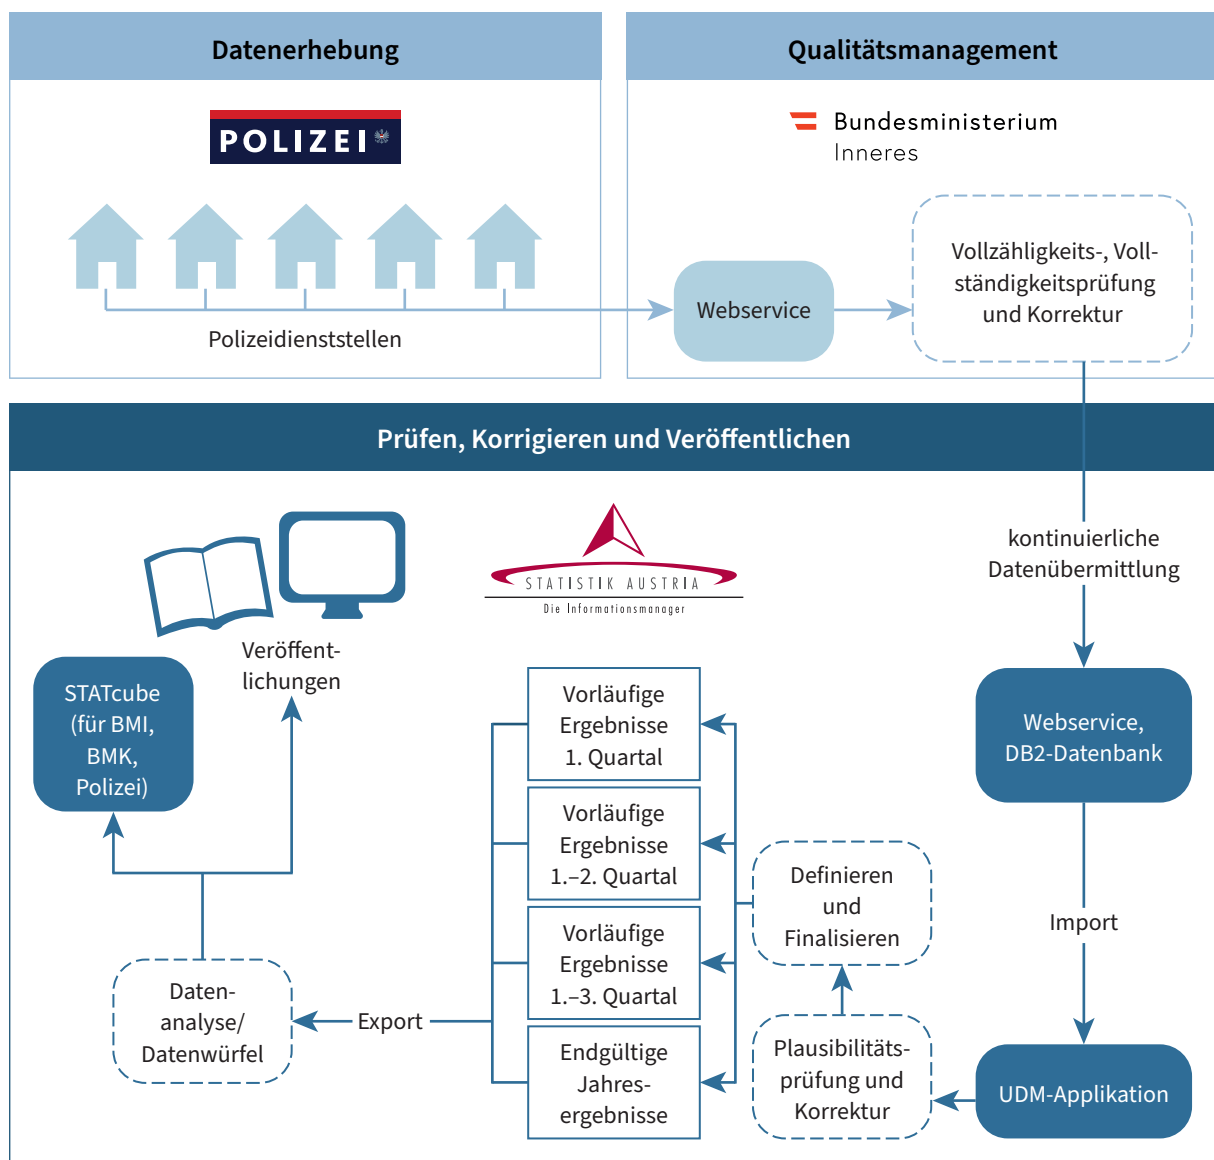 Datenerhebung
POLIZEI
Polizeidienststellen
Qualitätsmanagement
Bundesministerium
Inneres
Webservice
Vollzähligkeits-, Voll-
ständigkeitsprüfung
und Korrektur
Prüfen, Korrigieren und Veröffentlichen
STATISTIK AUSTRIA
Die Informationsmanager
kontinuierliche
Datenübermittlung
Webservice,
DB2-Datenbank
Import
UDM-Applikation
Plausibilitäts-
prüfung und
Korrektur
Definieren
und
Finalisieren
Vorläufige
Ergebnisse
1. Quartal
Vorläufige
Ergebnisse
1.–2. Quartal
Vorläufige
Ergebnisse
1.–3. Quartal
Endgültige
Jahres-
ergebnisse
Export
Daten-
analyse/
Datenwürfel
STATcube
(für BMI,
BMK,
Polizei)
Veröffent-
lichungen